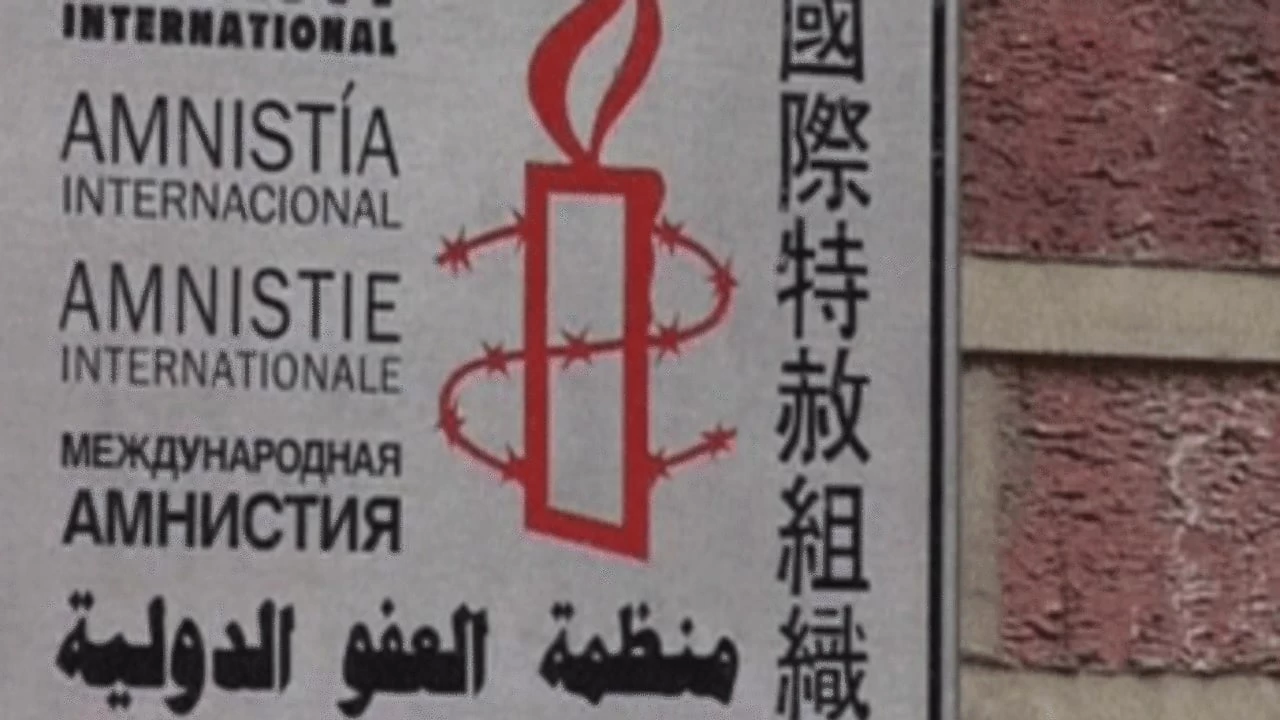 INTERNATIONAL
AMNISTÍA
INTERNACIONAL
AMNISTIE
INTERNATIONALE
МЕЖДУНАРОДНАЯ
АМНИСТИЯ
منظمة العفو الدولية
國際特赦組織